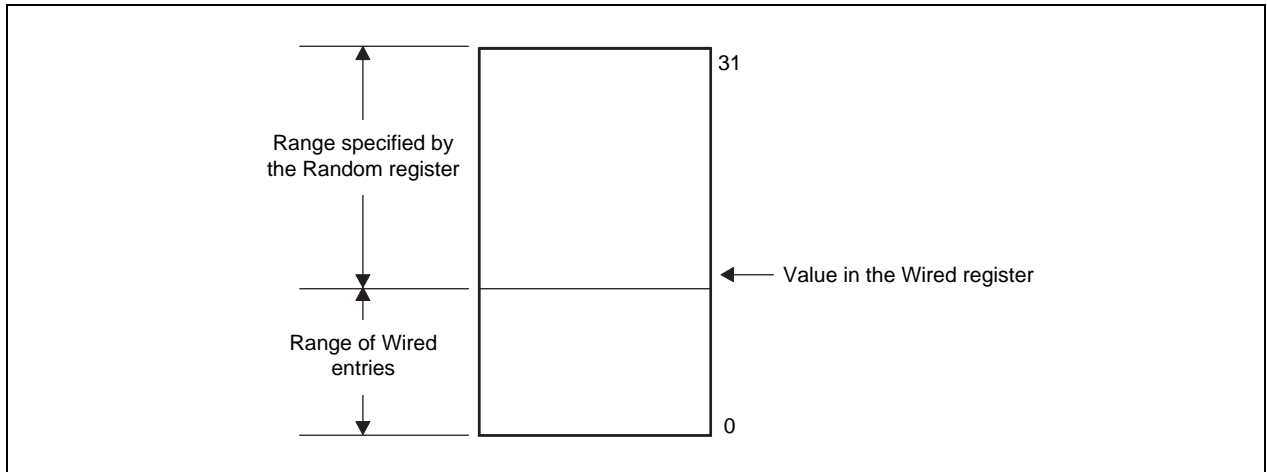 31
Range specified by
the Random register
Value in the Wired register
Range of Wired
entries
0